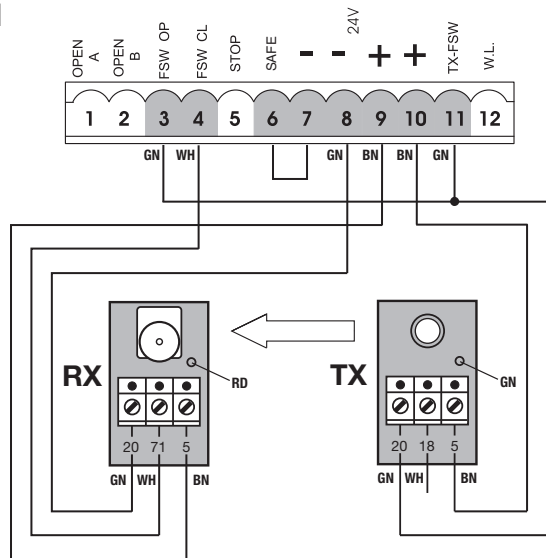 OPEN A
OPEN B
FSW OP
FSW CL
STOP
SAFE
-
-
24V
+
+
TX-FSW
W.L.
1 2 3 4 5 6 7 8 9 10 11 12
GN WH GN BN BN GN
RX
RD
TX
GN
20 71 5
20 18 5
GN WH BN
GN WH BN